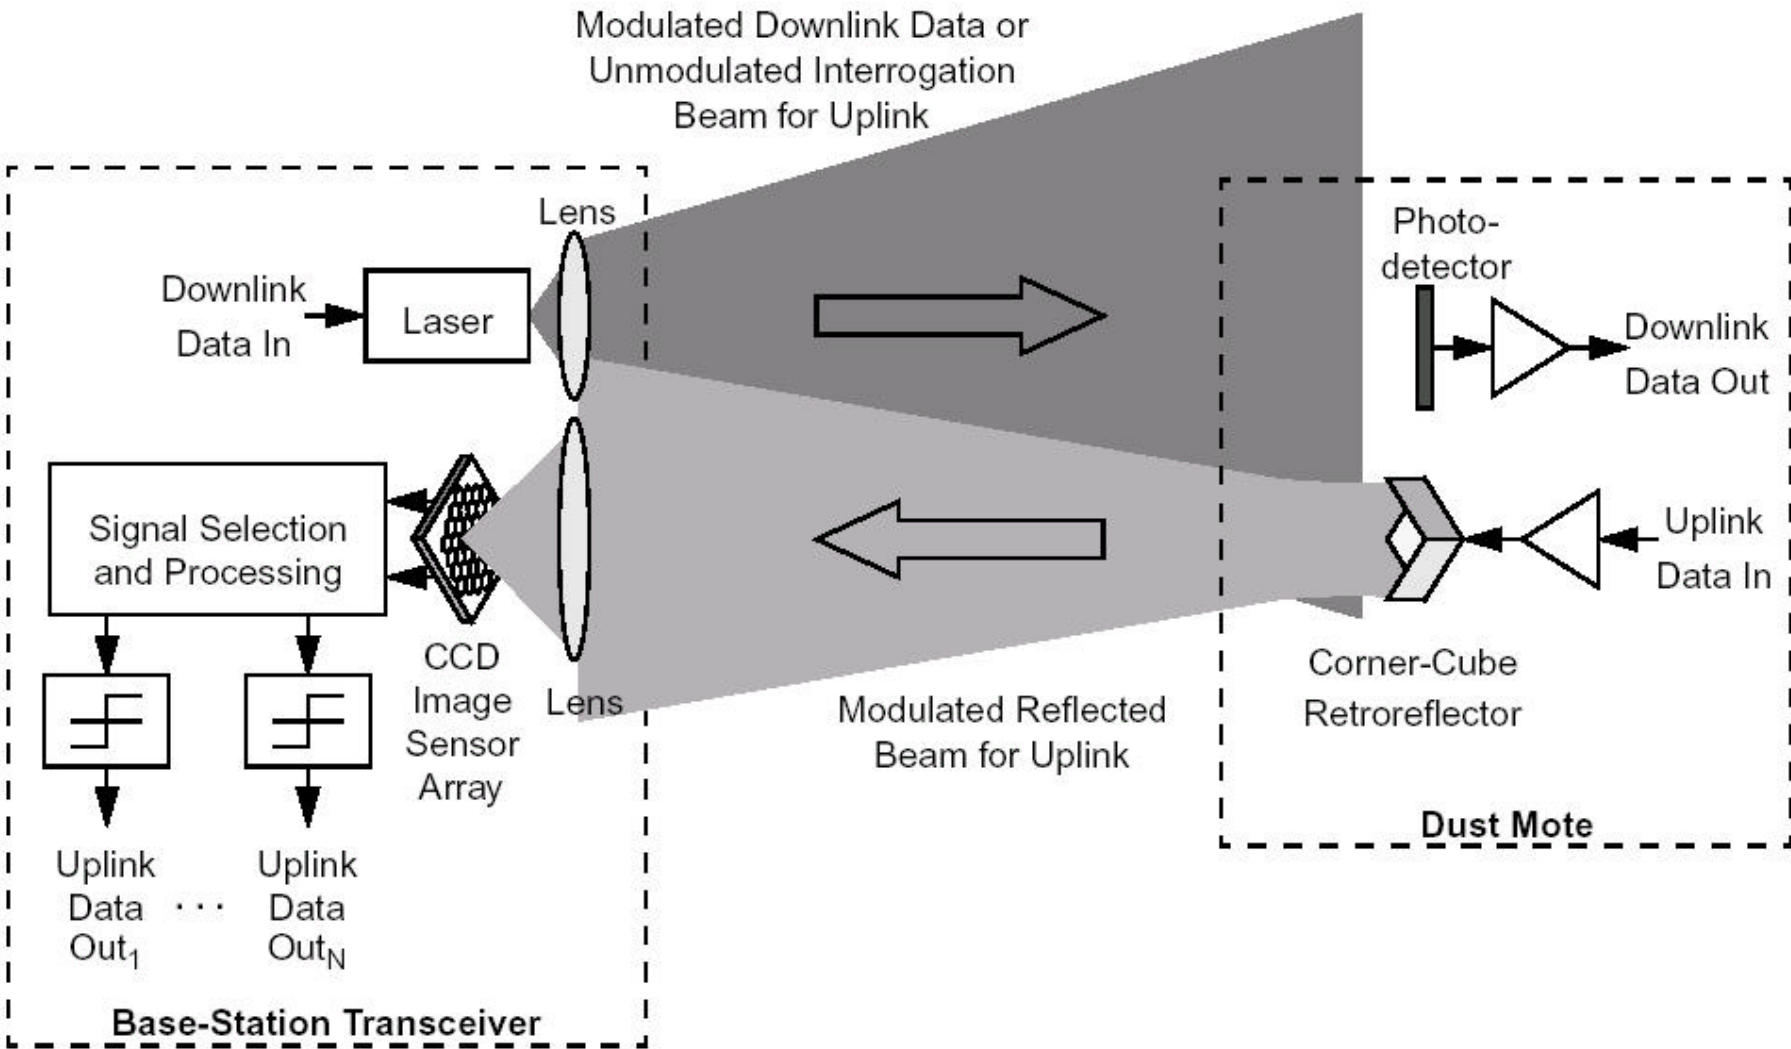 Modulated Downlink Data or
Unmodulated Interrogation
Beam for Uplink
Lens
Downlink
Data In
Laser
Photo-
detector
Downlink
Data Out
Signal Selection
and Processing
CCD
Image
Sensor
Array
Lens
Uplink
Data In
Corner-Cube
Retroreflector
Modulated Reflected
Beam for Uplink
Dust Mote
Uplink
Data
Out1
. . .
Uplink
Data
OutN
Base-Station Transceiver